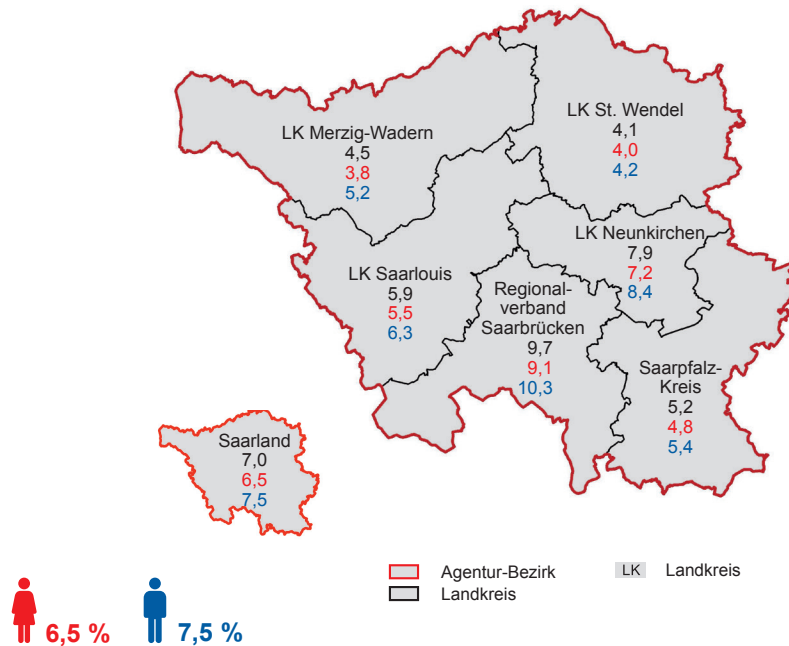 LK St. Wendel
4,1
4,0
4,2
LK Merzig-Wadern
4,5
3,8
5,2
LK Neunkirchen
7,9
7,2
8,4
LK Saarlouis
5,9
5,5
6,3
Regional-
verband
Saarbrücken
9,7
9,1
10,3
Saarpfalz-
Kreis
5,2
4,8
5,4
Saarland
7,0
6,5
7,5
Agentur-Bezirk
LK Landkreis
Landkreis
6,5 %
7,5 %